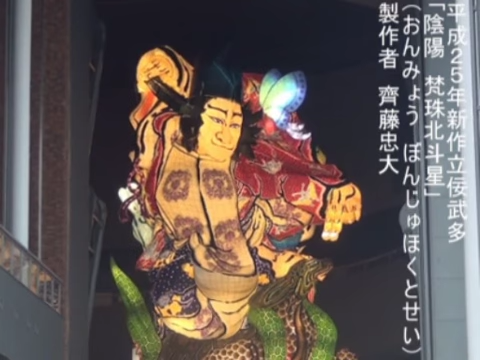 平成25年新作立佞武多
「陰陽　梵珠北斗星」
（おんみょう　ぼんじゅほくとせい）
製作者　齊藤忠大